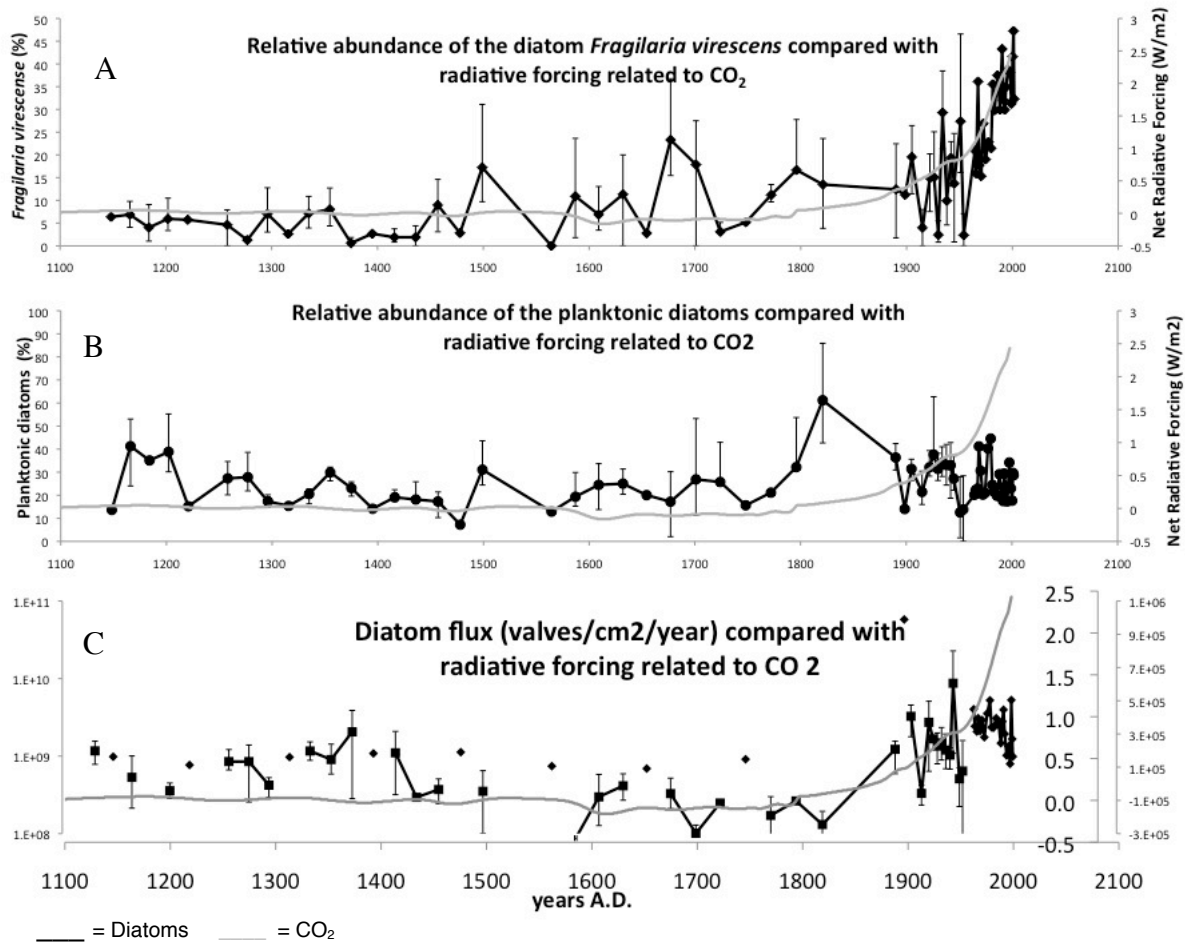 A
Relative abundance of the diatom Fragilaria virescens compared with
radiative forcing related to CO2
Fragilaria virescense (%)
50
45
40
35
30
25
20
15
10
5
0
3
2.5
2
1.5
1
0.5
0
-0.5
Net Radiative Forcing (W/m2)
1100 1200 1300 1400 1500 1600 1700 1800 1900 2000 2100
B
Relative abundance of the planktonic diatoms compared with
radiative forcing related to CO2
Planktonic diatoms (%)
100
90
80
70
60
50
40
30
20
10
0
3
2.5
2
1.5
1
0.5
0
-0.5
Net Radiative Forcing (W/m2)
1100 1200 1300 1400 1500 1600 1700 1800 1900 2000 2100
C
Diatom flux (valves/cm2/year) compared with
radiative forcing related to CO 2
1.E+11
1.E+10
1.E+09
1.E+08
2.5
2.0
1.5
1.0
0.5
0.0
-0.5
1.E+06
9.E+05
7.E+05
5.E+05
3.E+05
1.E+05
-1.E+05
-3.E+05
1100 1200 1300 1400 1500 1600 1700 1800 1900 2000 2100
years A.D.
= Diatoms = CO2